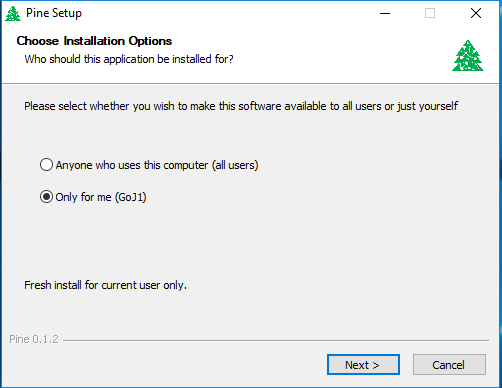 Pine Setup
Choose Installation Options
Who should this application be installed for?
Please select whether you wish to make this software available to all users or just yourself
Anyone who uses this computer (all users)
Only for me (GoJ1)
Fresh install for current user only.
Pine 0.1.2
Next >
Cancel